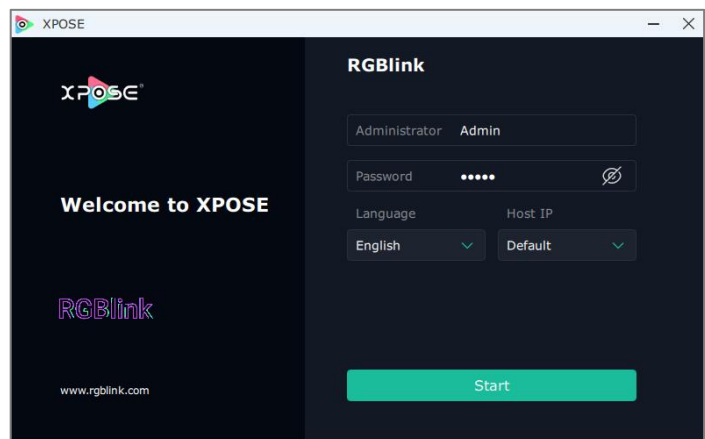 XPOSE
XPOSE®
Welcome to XPOSE
RGBlink
www.rgblink.com
RGBlink
Administrator Admin
Password •••••
Language Host IP
English Default
Start